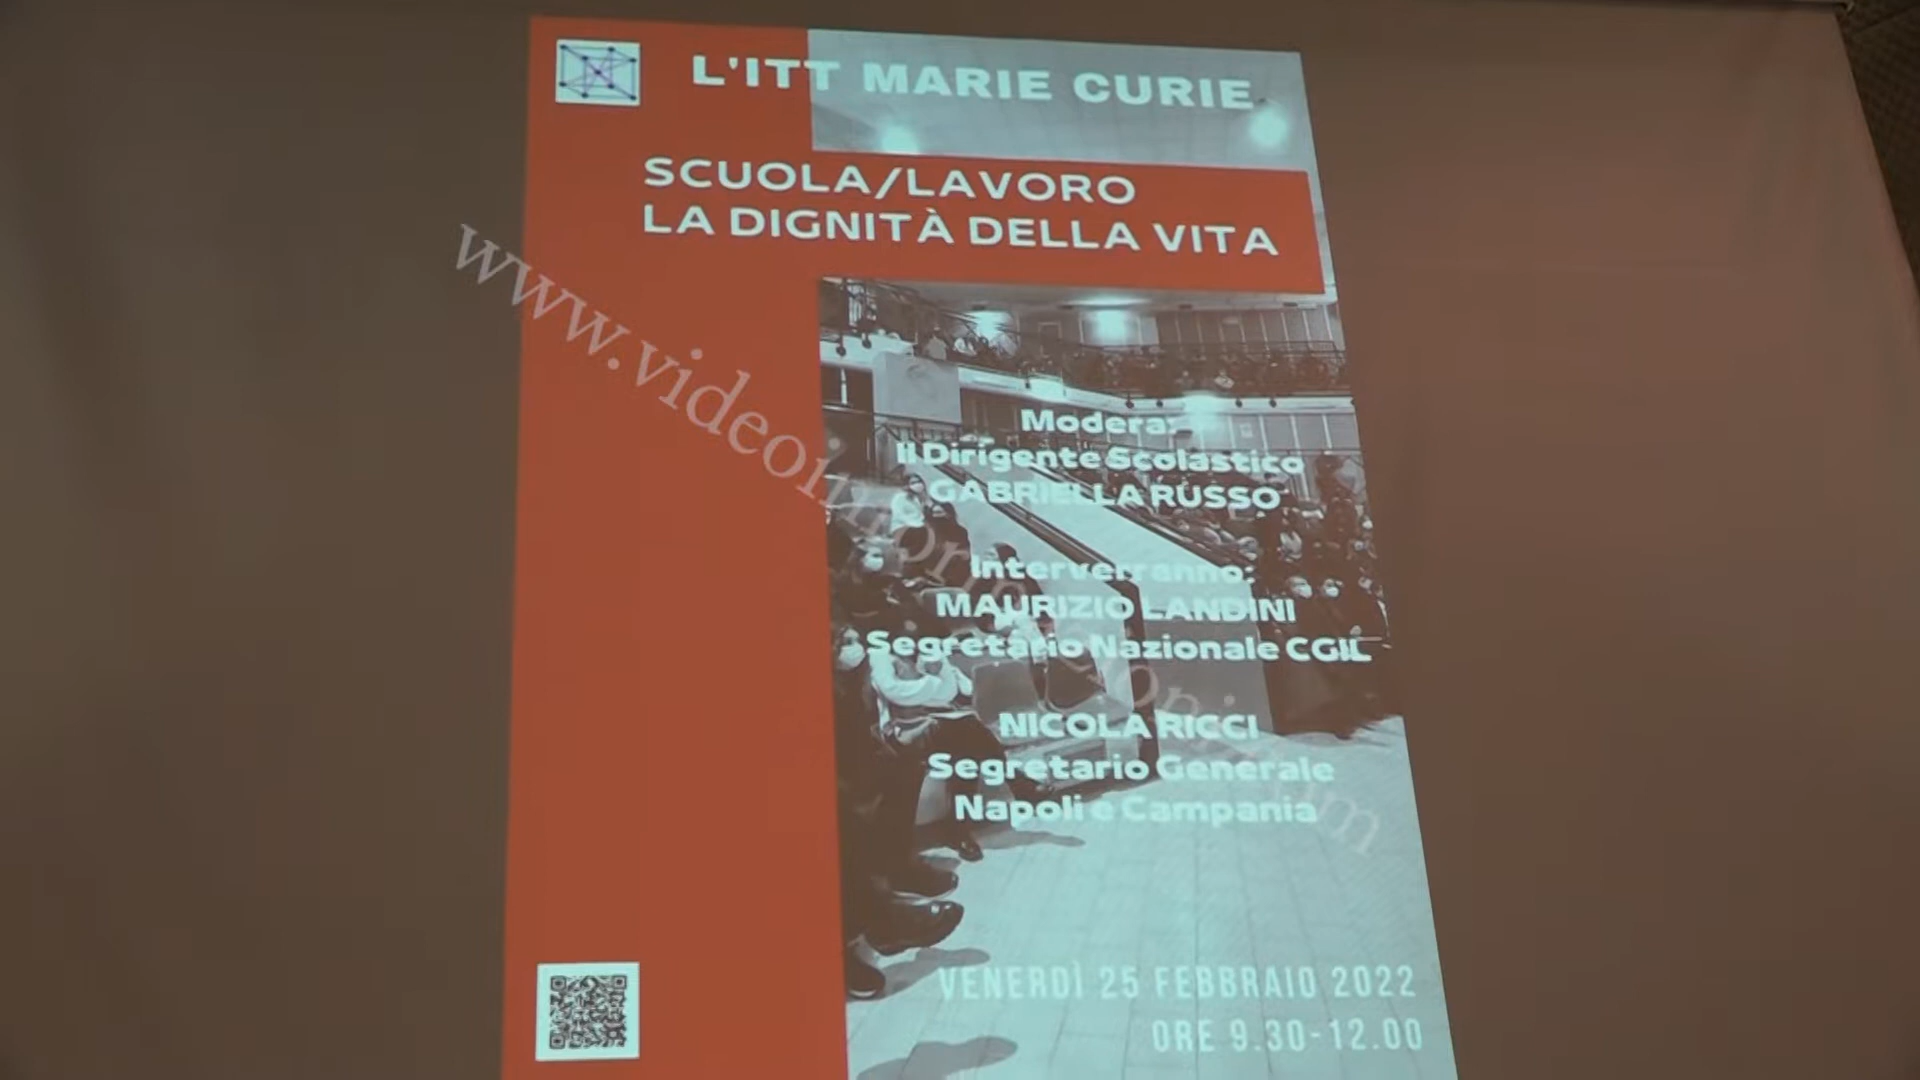 L'ITT MARIE CURIE
SCUOLA/LAVORO
LA DIGNITÀ DELLA VITA
Modera:
Il Dirigente Scolastico
GABRIELLA RUSSO
Interverranno:
MAURIZIO LANDINI
Segretario Nazionale CGIL
NICOLA RICCI
Segretario Generale
Napoli e Campania
VENERDÌ 25 FEBBRAIO 2022
ORE 9.30-12.00